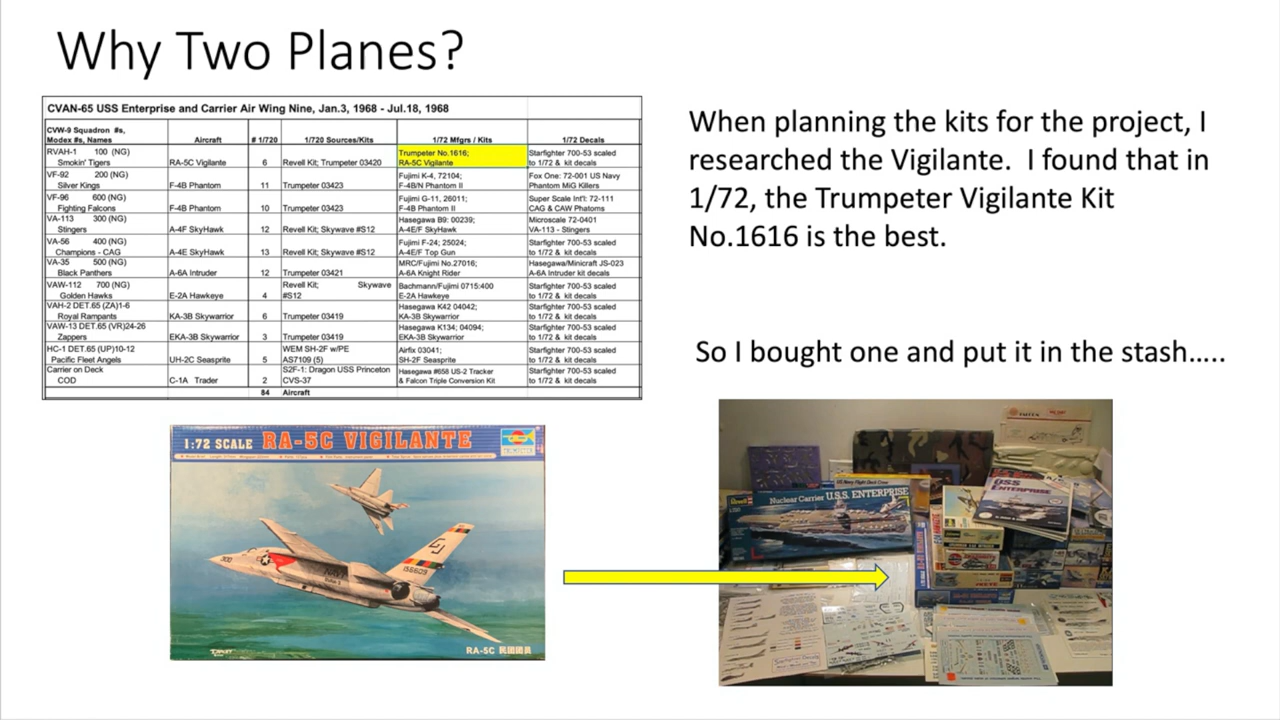 Why Two Planes?
CVAN-65 USS Enterprise and Carrier Air Wing Nine, Jan.3, 1968 - Jul.18, 1968
CVW-9 Squadron #s,
Modex #s, Names Aircraft # 1/720 1/720 Sources/Kits 1/72 Mfgrs / Kits 1/72 Decals
RVAH-1 100 (NG) Trumpeter No.1616; Starfighter 700-53 scaled
Smokin' Tigers RA-5C Vigilante 6 Revell Kit; Trumpeter 03420 RA-5C Vigilante to 1/72 & kit decals
VF-92 200 (NG) Fujimi K-4, 72104; Fox One: 72-001 US Navy
Silver Kings F-4B Phantom 11 Trumpeter 03423 F-4B/N Phantom II Phantom MiG Killers
VF-96 600 (NG) Fujimi G-11, 26011; Super Scale Int'l: 72-111
Fighting Falcons F-4B Phantom 10 Trumpeter 03423 F-4B Phantom II CAG & CAW Phatoms
VA-113 300 (NG) Hasegawa B9: 00239; Microscale 72-0401
Stingers A-4F SkyHawk 12 Revell Kit; Skywave #S12 A-4E/F SkyHawk VA-113 - Stingers
VA-56 400 (NG) Fujimi F-24; 25024; Starfighter 700-53 scaled
Champions - CAG A-4E SkyHawk 13 Revell Kit; Skywave #S12 A-4E/F Top Gun to 1/72 & kit decals
VA-35 500 (NG) MRC/Fujimi No.27016; Hasegawa/Minicraft JS-023
Black Panthers A-6A Intruder 12 Trumpeter 03421 A-6A Knight Rider A-6A Intruder kit decals
VAW-112 700 (NG) Revell Kit; Skywave Bachmann/Fujimi 0715:400 Starfighter 700-53 scaled
Golden Hawks E-2A Hawkeye 4 #S12 E-2A Hawkeye to 1/72 & kit decals
VAH-2 DET.65 (ZA)1-6 Hasegawa K42 04042; Starfighter 700-53 scaled
Royal Rampants KA-3B Skywarrior 6 Trumpeter 03419 KA-3B Skywarrior to 1/72 & kit decals
VAW-13 DET.65 (VR)24-26 Hasegawa K134; 04094; Starfighter 700-53 scaled
Zappers EKA-3B Skywarrior 3 Trumpeter 03419 EKA-3B Skywarrior to 1/72 & kit decals
HC-1 DET.65 (UP)10-12 WEM SH-2F w/PE Airfix 03041; Starfighter 700-53 scaled
Pacific Fleet Angels UH-2C Seasprite 5 AS7109 (5) SH-2F Seasprite to 1/72 & kit decals
Carrier on Deck S2F-1: Dragon USS Princeton Hasegawa #658 US-2 Tracker Starfighter 700-53 scaled
COD C-1A Trader 2 CVS-37 & Falcon Triple Conversion Kit to 1/72 & kit decals
84 Aircraft
When planning the kits for the project, I
researched the Vigilante. I found that in
1/72, the Trumpeter Vigilante Kit
No.1616 is the best.
So I bought one and put it in the stash.....
1:72 SCALE RA-5C VIGILANTE
TRUMPETER
300
NAVY
156609
RA-5C
Revell
Nuclear Carrier U.S.S. ENTERPRISE
US Navy Flight Deck Crew
USS
ENTERPRISE